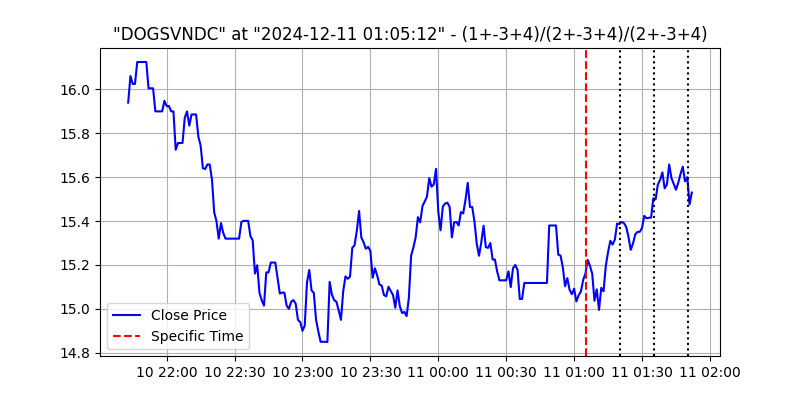 "DOGSVNDC" at "2024-12-11 01:05:12" - (1+-3+4)/(2+-3+4)/(2+-3+4)
16.0
15.8
15.6
15.4
15.2
15.0
14.8
Close Price
Specific Time
10 22:00 10 22:30 10 23:00 10 23:30 11 00:00 11 00:30 11 01:00 11 01:30 11 02:00